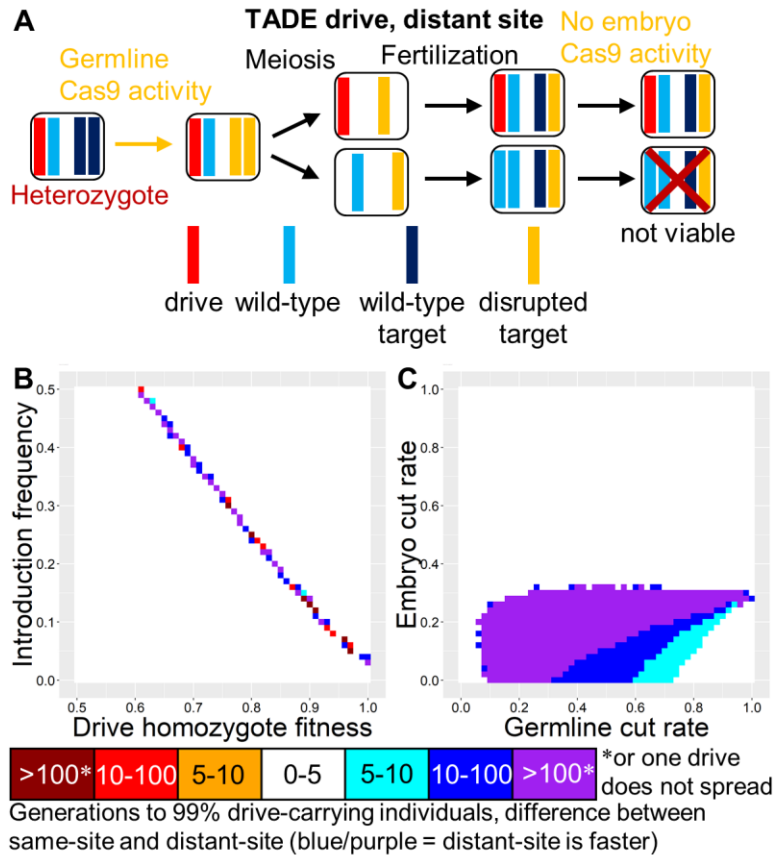 A
TADE drive, distant site
Germline
Cas9 activity
Meiosis
Fertilization
No embryo
Cas9 activity
Heterozygote
not viable
drive
wild-type
wild-type
target
disrupted
target
B
Introduction frequency
0.5
0.4
0.3
0.2
0.1
0.0
0.5 0.6 0.7 0.8 0.9 1.0
Drive homozygote fitness
C
Embryo cut rate
1.0
0.8
0.6
0.4
0.2
0.0
0.0 0.2 0.4 0.6 0.8 1.0
Germline cut rate
>100* 10-100 5-10 0-5 5-10 10-100 >100*
*or one drive
does not spread
Generations to 99% drive-carrying individuals, difference between
same-site and distant-site (blue/purple = distant-site is faster)